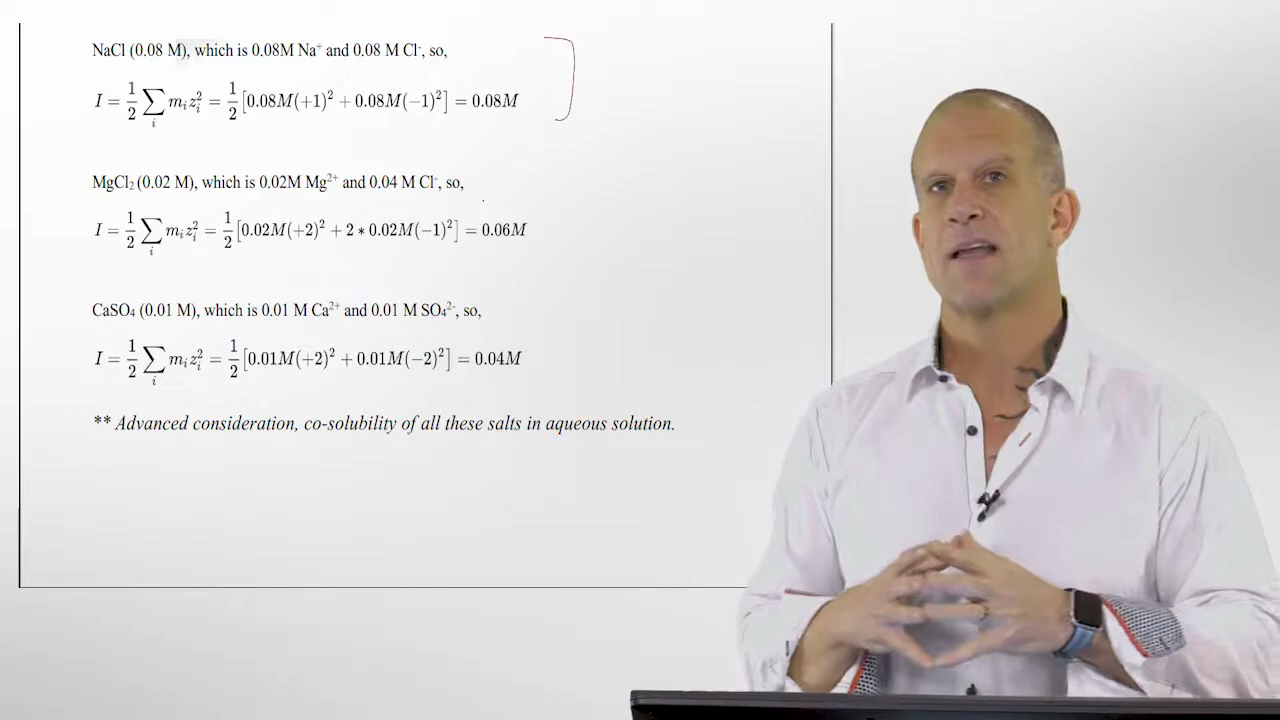 NaCl (0.08 M), which is 0.08M Na⁺ and 0.08 M Cl⁻, so,
I = 1/2 ∑ᵢ mᵢzᵢ² = 1/2 [0.08M(+1)² + 0.08M(−1)²] = 0.08M
MgCl₂ (0.02 M), which is 0.02M Mg²⁺ and 0.04 M Cl⁻, so,
I = 1/2 ∑ᵢ mᵢzᵢ² = 1/2 [0.02M(+2)² + 2 ∗ 0.02M(−1)²] = 0.06M
CaSO₄ (0.01 M), which is 0.01 M Ca²⁺ and 0.01 M SO₄²⁻, so,
I = 1/2 ∑ᵢ mᵢzᵢ² = 1/2 [0.01M(+2)² + 0.01M(−2)²] = 0.04M
** Advanced consideration, co-solubility of all these salts in aqueous solution.